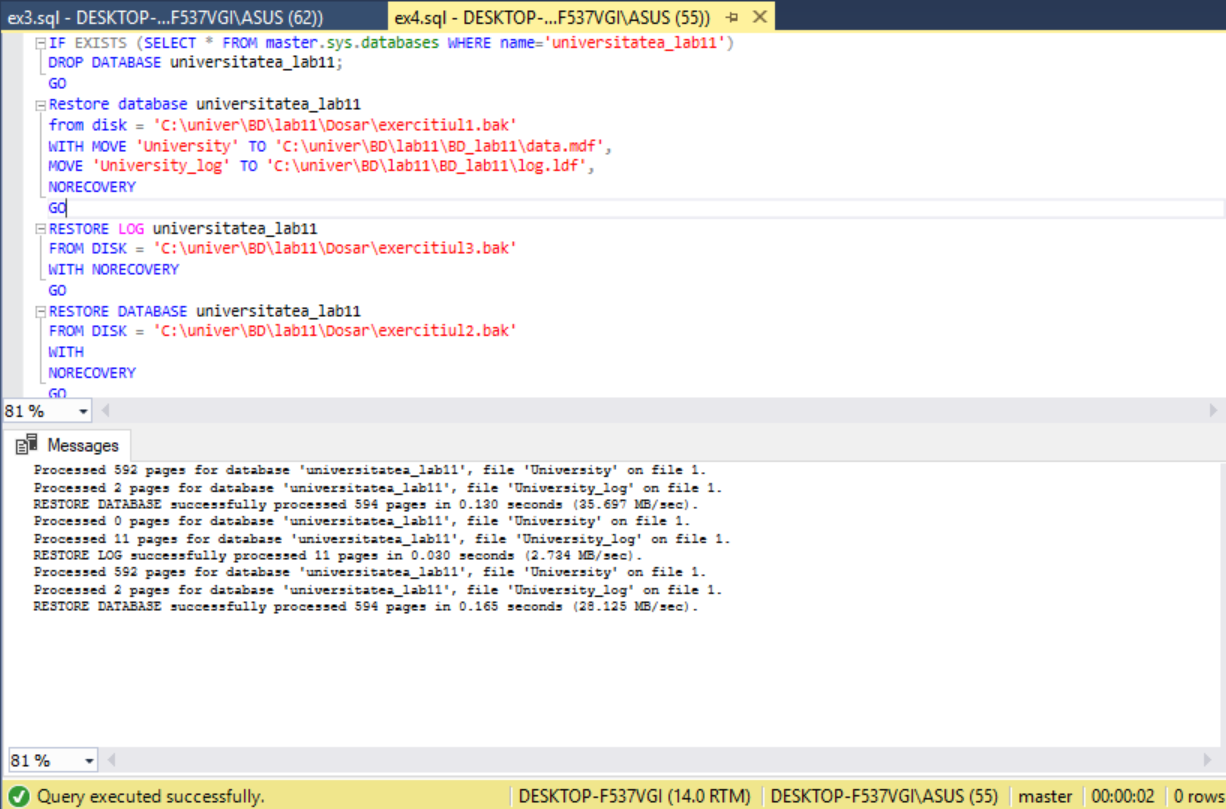 ex3.sql - DESKTOP-...F537VGI\ASUS (62))
ex4.sql - DESKTOP-...F537VGI\ASUS (55))
IF EXISTS (SELECT * FROM master.sys.databases WHERE name='universitatea_lab11')
DROP DATABASE universitatea_lab11;
GO
Restore database universitatea_lab11
from disk = 'C:\univer\BD\lab11\Dosar\exercitiul1.bak'
WITH MOVE 'University' TO 'C:\univer\BD\lab11\BD_lab11\data.mdf',
MOVE 'University_log' TO 'C:\univer\BD\lab11\BD_lab11\log.ldf',
NORECOVERY
GO
RESTORE LOG universitatea_lab11
FROM DISK = 'C:\univer\BD\lab11\Dosar\exercitiul3.bak'
WITH NORECOVERY
GO
RESTORE DATABASE universitatea_lab11
FROM DISK = 'C:\univer\BD\lab11\Dosar\exercitiul2.bak'
WITH
NORECOVERY
GO
81 %
Messages
Processed 592 pages for database 'universitatea_lab11', file 'University' on file 1.
Processed 2 pages for database 'universitatea_lab11', file 'University_log' on file 1.
RESTORE DATABASE successfully processed 594 pages in 0.130 seconds (35.697 MB/sec).
Processed 0 pages for database 'universitatea_lab11', file 'University' on file 1.
Processed 11 pages for database 'universitatea_lab11', file 'University_log' on file 1.
RESTORE LOG successfully processed 11 pages in 0.030 seconds (2.734 MB/sec).
Processed 592 pages for database 'universitatea_lab11', file 'University' on file 1.
Processed 2 pages for database 'universitatea_lab11', file 'University_log' on file 1.
RESTORE DATABASE successfully processed 594 pages in 0.165 seconds (28.125 MB/sec).
81 %
Query executed successfully.
DESKTOP-F537VGI (14.0 RTM)
DESKTOP-F537VGI\ASUS (55)
master
00:00:02
0 rows